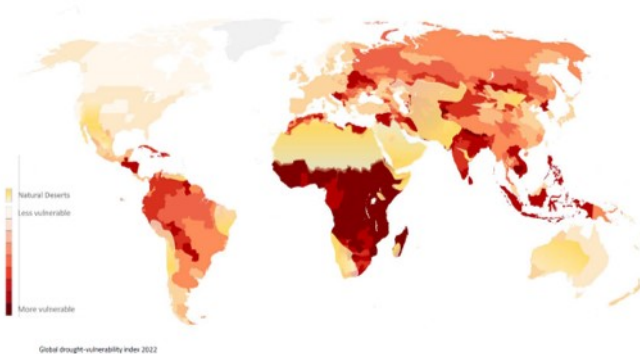 Natural Deserts
Less vulnerable
More vulnerable
Global drought-vulnerability index 2022